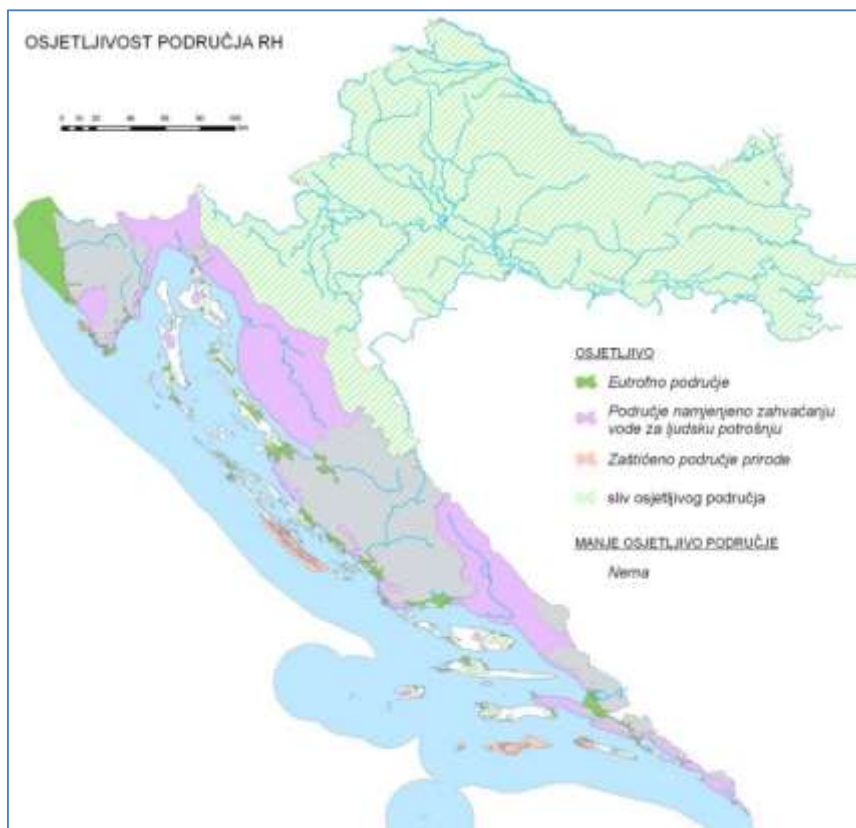 OSJETLJIVOST PODRUČJA RH
OSJETLJIVO
Eutrofno područje
Područje namjenjeno zahvaćanju
vode za ljudsku potrošnju
Zaštićeno područje prirode
sliv osjetljivog područja
MANJE OSJETLJIVO PODRUČJE
Nema